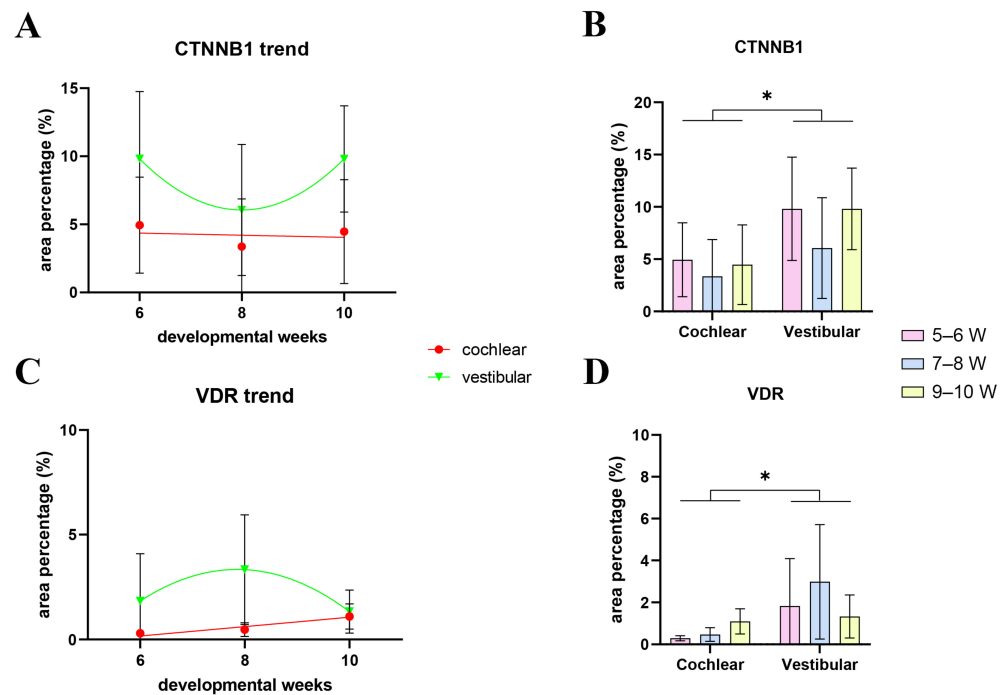 A
CTNNB1 trend
area percentage (%)
15
10
5
0
6
8
10
developmental weeks
B
CTNNB1
area percentage (%)
20
15
10
5
0
*
Cochlear
Vestibular
cochlear
vestibular
5–6 W
7–8 W
9–10 W
C
VDR trend
area percentage (%)
10
5
0
6
8
10
developmental weeks
D
VDR
area percentage (%)
10
8
6
4
2
0
*
Cochlear
Vestibular